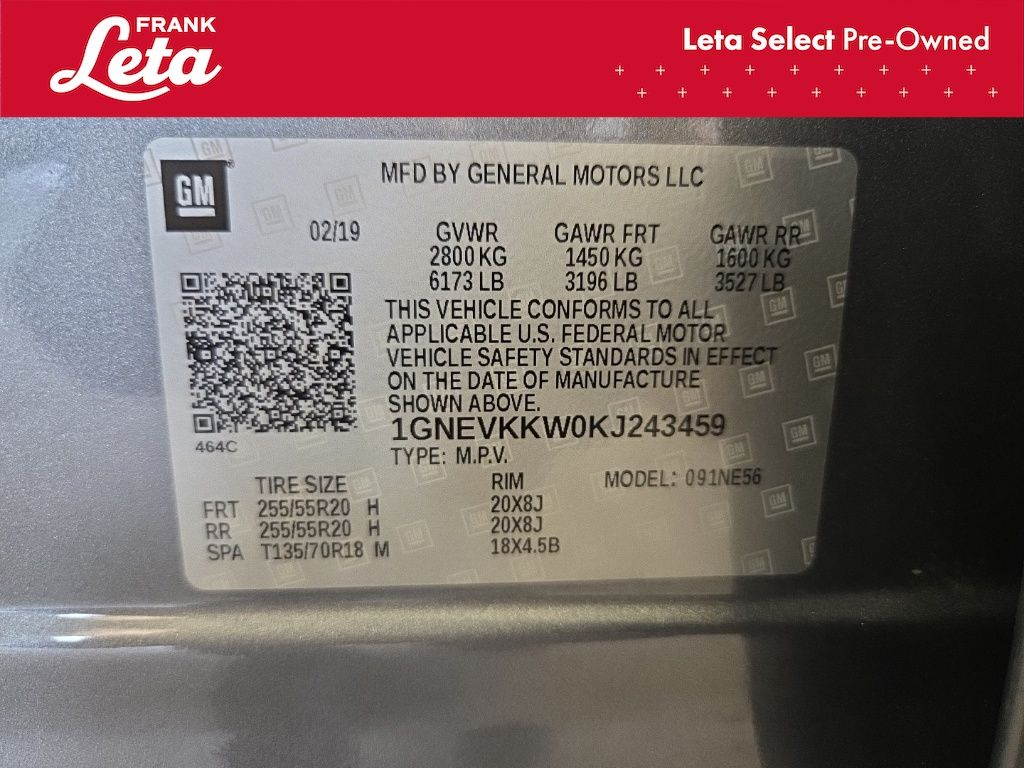 FRANK
Leta
Leta Select Pre-Owned
GM
MFD BY GENERAL MOTORS LLC
02/19
GVWR GAWR FRT GAWR RR
2800 KG 1450 KG 1600 KG
6173 LB 3196 LB 3527 LB
THIS VEHICLE CONFORMS TO ALL
APPLICABLE U.S. FEDERAL MOTOR
VEHICLE SAFETY STANDARDS IN EFFECT
ON THE DATE OF MANUFACTURE
SHOWN ABOVE.
1GNEVKKW0KJ243459
464C
TYPE: M.P.V.
TIRE SIZE RIM MODEL: 091NE56
FRT 255/55R20 H 20X8J
RR 255/55R20 H 20X8J
SPA T135/70R18 M 18X4.5B